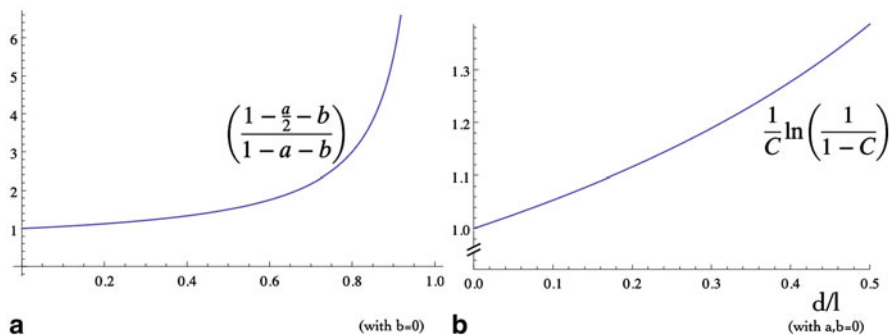 6
5
4
3
2
1
0.2 0.4 0.6 0.8 1.0
(1 - a/2 - b / 1 - a - b)
a
(with b=0)
1.3
1.2
1.1
1.0
0.0 0.1 0.2 0.3 0.4 0.5
1/C ln(1 / 1 - C)
d/l
b
(with a,b=0)